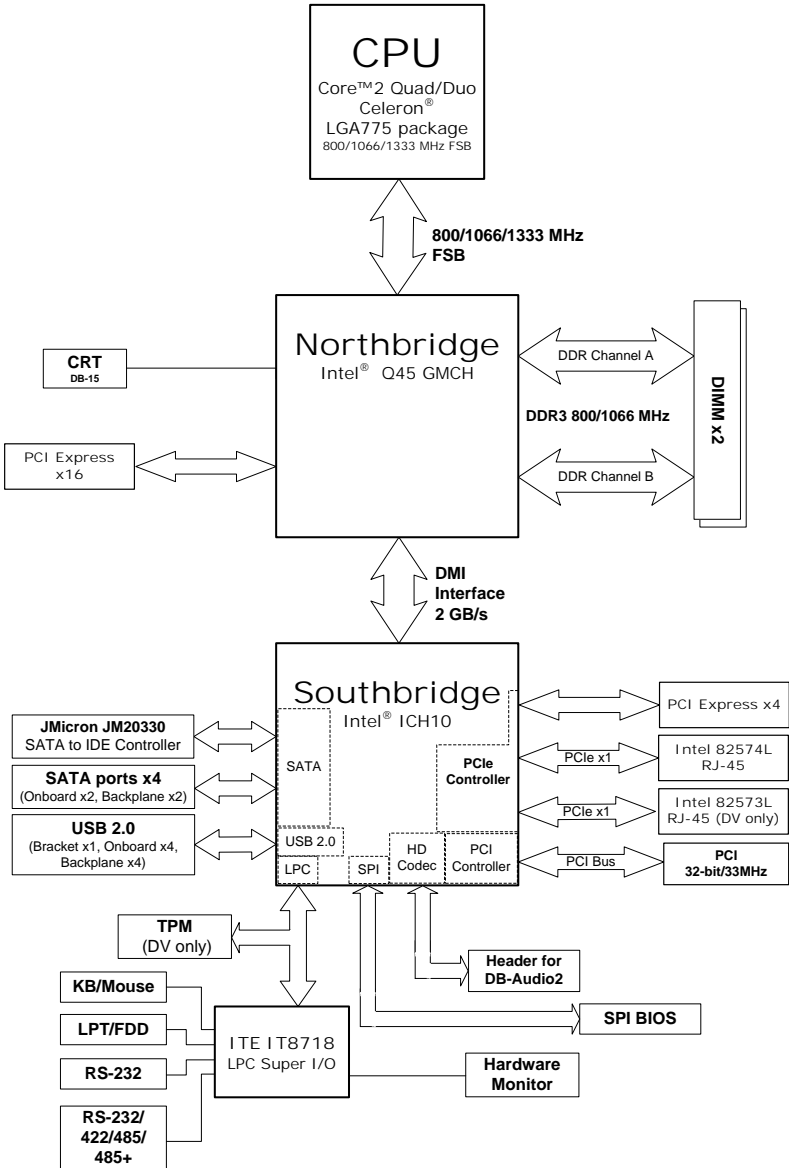 CPU
Core™2 Quad/Duo
Celeron®
LGA775 package
800/1066/1333 MHz FSB
800/1066/1333 MHz
FSB
Northbridge
Intel® Q45 GMCH
CRT
DB-15
PCI Express
x16
DDR Channel A
DDR3 800/1066 MHz
DDR Channel B
DIMM x2
DMI
Interface
2 GB/s
Southbridge
Intel® ICH10
JMicron JM20330
SATA to IDE Controller
SATA ports x4
(Onboard x2, Backplane x2)
USB 2.0
(Bracket x1, Onboard x4,
Backplane x4)
SATA
USB 2.0
LPC
SPI
HD
Codec
PCI
Controller
PCIe
Controller
PCI Express x4
PCIe x1
Intel 82574L
RJ-45
PCIe x1
Intel 82573L
RJ-45 (DV only)
PCI Bus
PCI
32-bit/33MHz
TPM
(DV only)
Header for
DB-Audio2
SPI BIOS
KB/Mouse
LPT/FDD
RS-232
RS-232/
422/485/
485+
ITE IT8718
LPC Super I/O
Hardware
Monitor